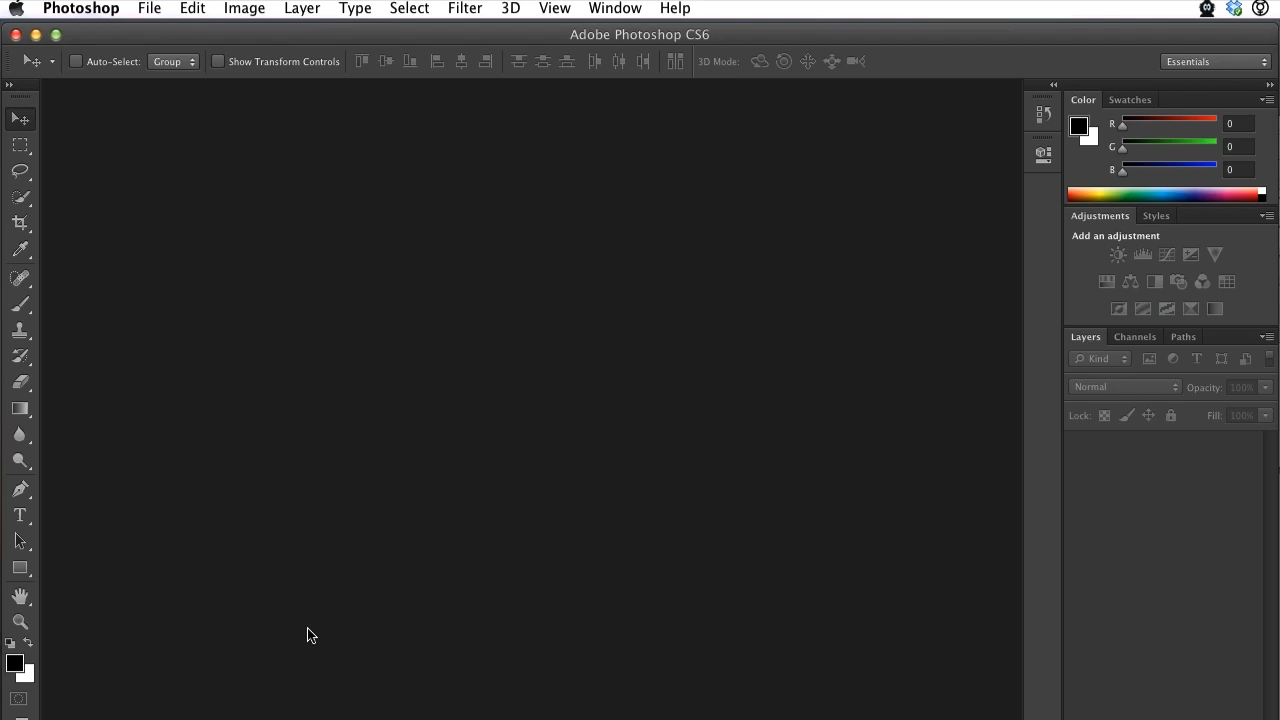 Photoshop File Edit Image Layer Type Select Filter 3D View Window Help
Adobe Photoshop CS6
Auto-Select: Group Show Transform Controls 3D Mode: Essentials
Color Swatches
R 0
G 0
B 0
Adjustments Styles
Add an adjustment
Layers Channels Paths
Kind T
Normal Opacity: 100%
Lock: Fill: 100%
T